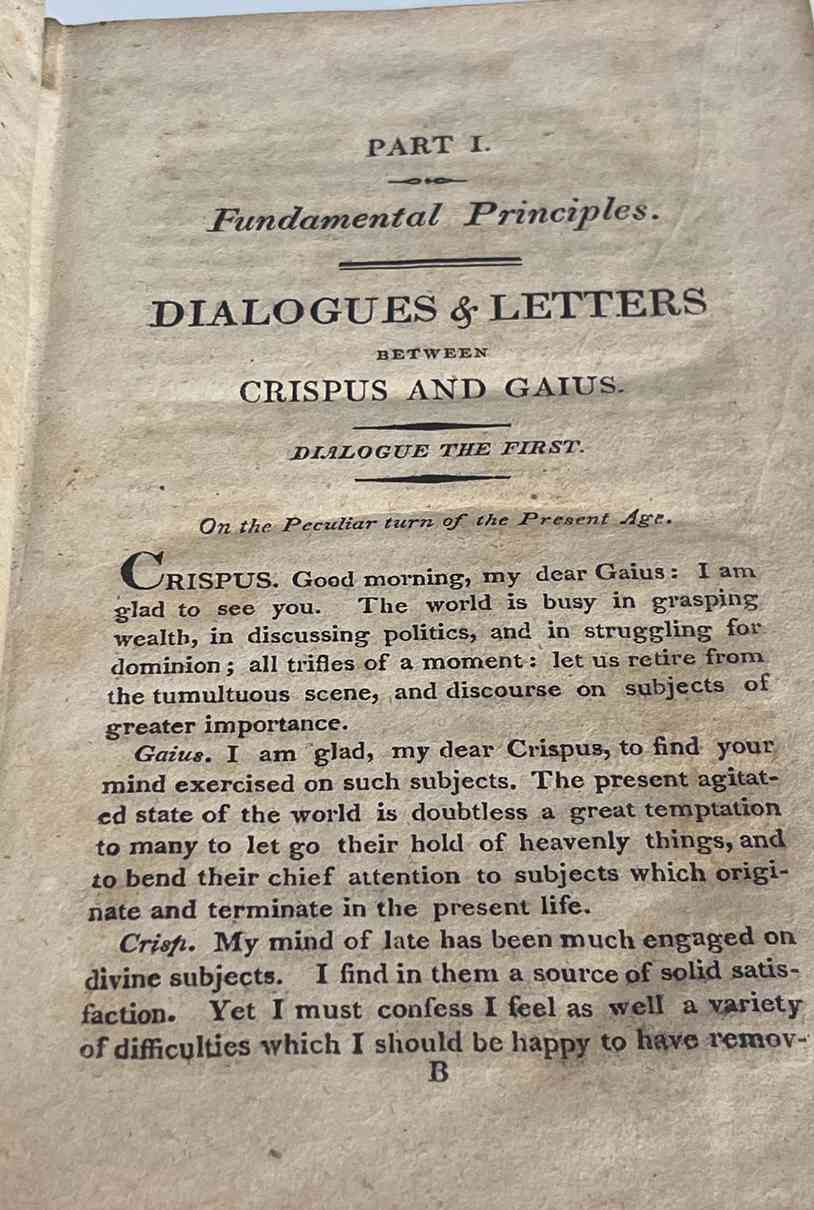 PART I.
Fundamental Principles.
DIALOGUES & LETTERS
BETWEEN
CRISPUS AND GAIUS.
DIALOGUE THE FIRST.
On the Peculiar turn of the Present Age.
CRISPUS. Good morning, my dear Gaius: I am
glad to see you. The world is busy in grasping
wealth, in discussing politics, and in struggling for
dominion; all trifles of a moment: let us retire from
the tumultuous scene, and discourse on subjects of
greater importance.
Gaius. I am glad, my dear Crispus, to find your
mind exercised on such subjects. The present agitat-
ed state of the world is doubtless a great temptation
to many to let go their hold of heavenly things, and
to bend their chief attention to subjects which origi-
nate and terminate in the present life.
Crisp. My mind of late has been much engaged on
divine subjects. I find in them a source of solid satis-
faction. Yet I must confess I feel as well a variety
of difficulties which I should be happy to have remov-
B